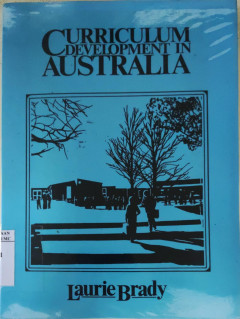 CURRICULUM
DEVELOPMENT IN
AUSTRALIA
Laurie Brady